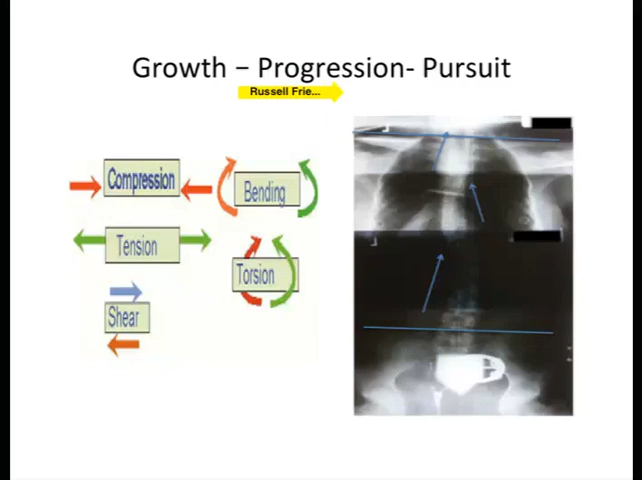 Growth – Progression- Pursuit
Russell Frie...
Compression
Bending
Tension
Torsion
Shear